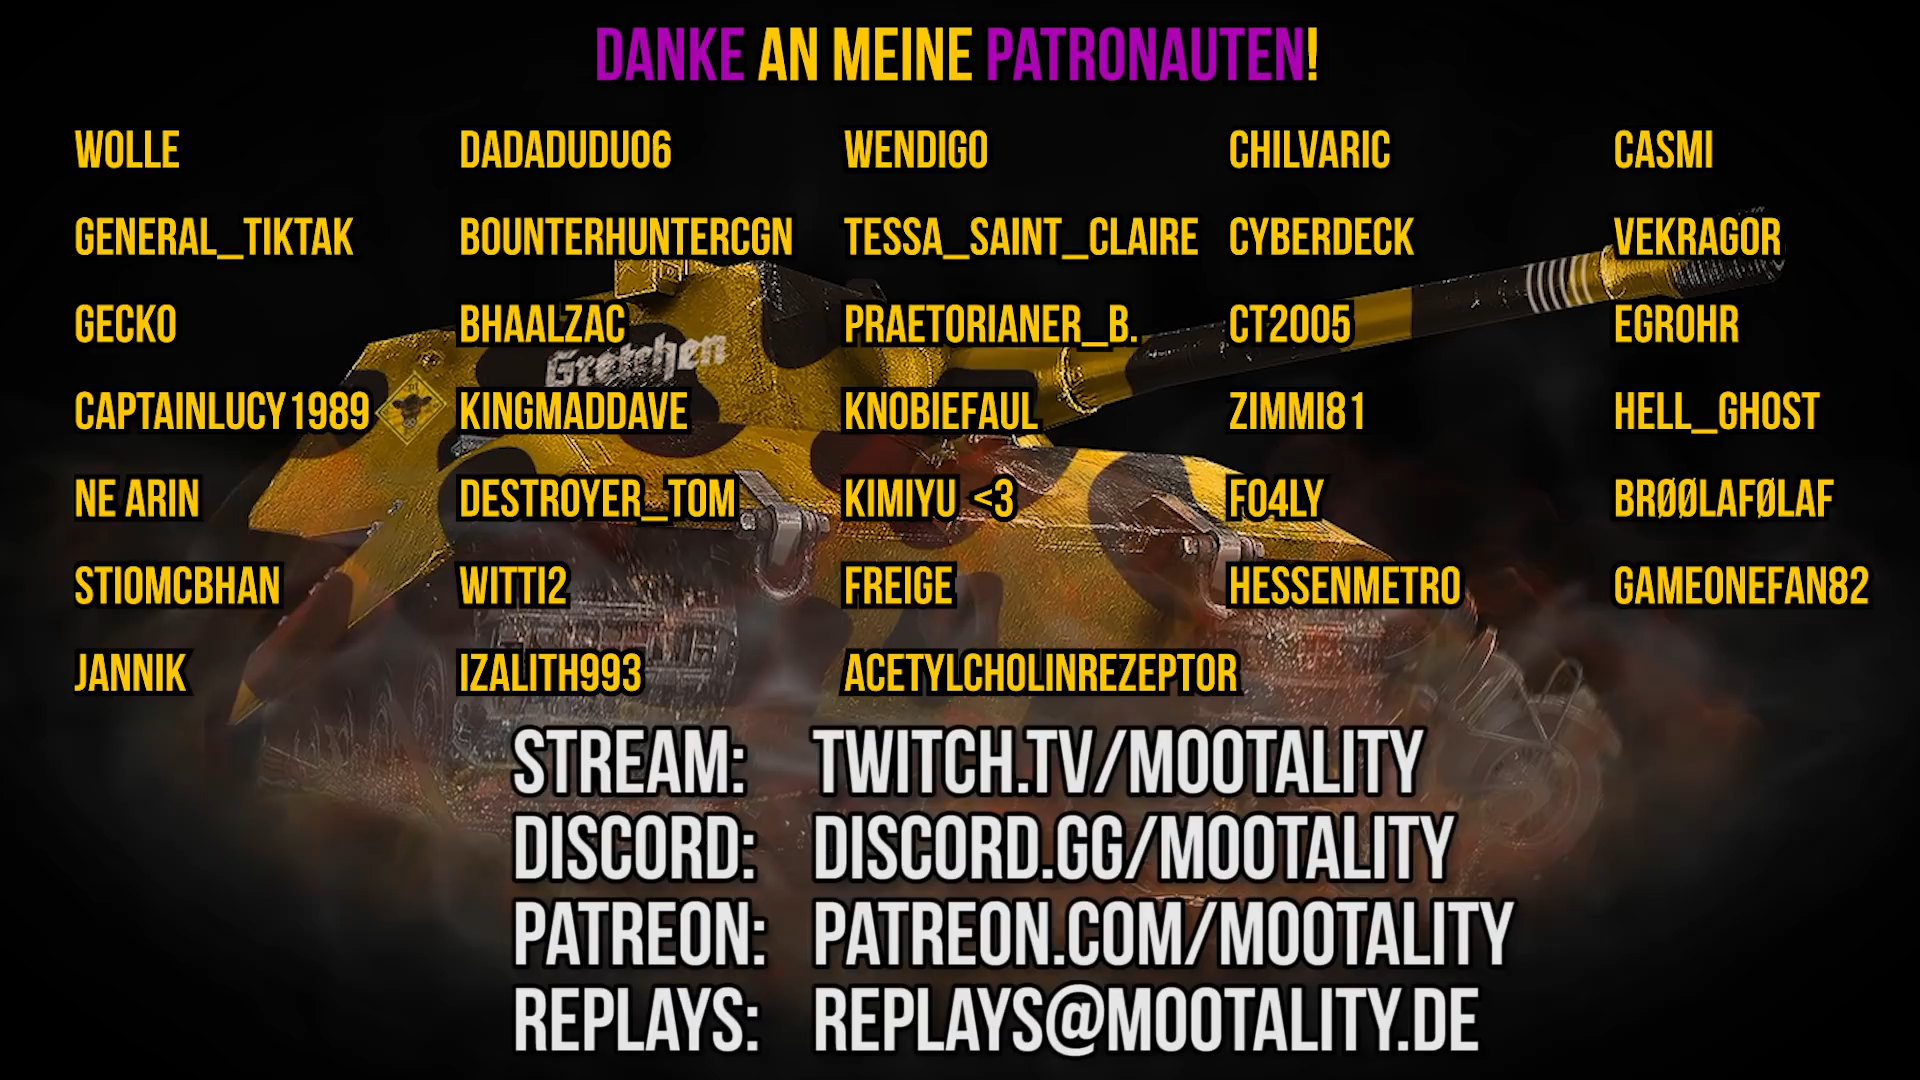 DANKE AN MEINE PATRONAUTEN!
WOLLE DADADUDU06 WENDIGO CHILVARIC CASMI
GENERAL_TIKTAK BOUNTERHUNTERCGN TESSA_SAINT_CLAIRE CYBERDECK VEKRAGOR
GECKO BHAALZAC PRAETORIANER_B. CT2005 EGROHR
Gretchen
CAPTAINLUCY1989 KINGMADDAVE KNOBIEFAUL ZIMMI81 HELL_GHOST
NE ARIN DESTROYER_TOM KIMIYU <3 FO4LY BRØØLAFØLAF
STIOMCBHAN WITTI2 FREIGE HESSENMETRO GAMEONEFAN82
JANNIK IZALITH993 ACETYLCHOLINREZEPTOR
STREAM: TWITCH.TV/MOOTALITY
DISCORD: DISCORD.GG/MOOTALITY
PATREON: PATREON.COM/MOOTALITY
REPLAYS: REPLAYS@MOOTALITY.DE